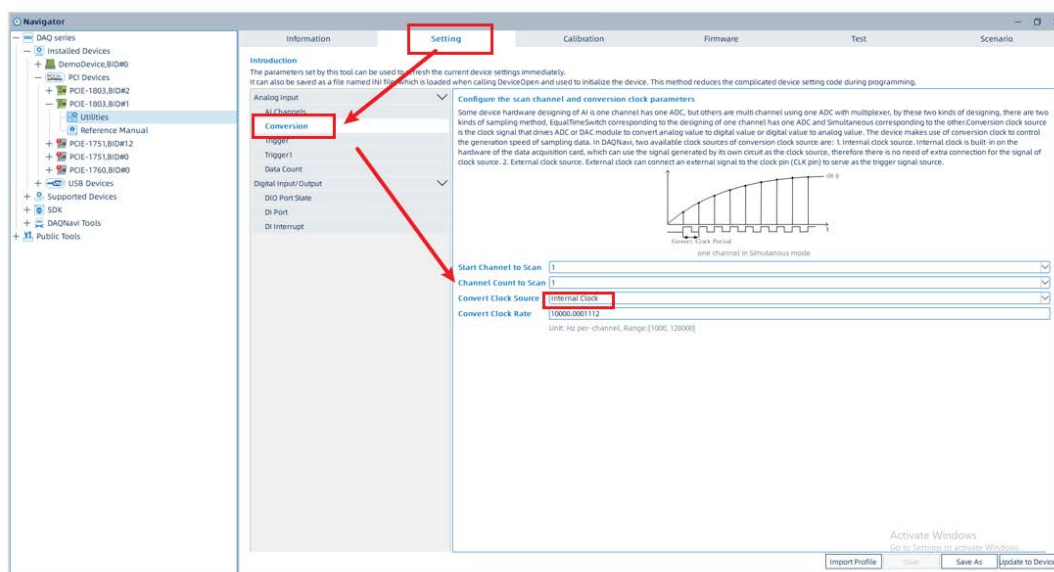 Navigator
DAQ series
Installed Devices
DemoDevice,BID#0
PCI Devices
PCIE-1803,BID#2
PCIE-1803,BID#1
Utilities
Reference Manual
PCIE-1751,BID#12
PCIE-1751,BID#0
PCIE-1760,BID#0
USB Devices
Supported Devices
SDK
DAQNavi Tools
Public Tools
Information
Setting
Calibration
Firmware
Test
Scenario
Introduction
The parameters set by this tool can be used to refresh the current device settings immediately.
It can also be saved as a file named INI file, which is loaded when calling DeviceOpen and used to initialize the device. This method reduces the complicated device setting code during programming.
Analog Input
AI Channels
Conversion
Trigger
Trigger1
Data Count
Digital Input/Output
DIO Port State
DI Port
DI Interrupt
Configure the scan channel and conversion clock parameters
Some device hardware designing of AI is one channel has one ADC, but others are multi channel using one ADC with multiplexer, by these two kinds of designing, there are two
kinds of sampling method, EqualTimeSwitch corresponding to the designing of one channel has one ADC and Simultaneous corresponding to the other.Conversion clock source
is the clock signal that drives ADC or DAC module to convert analog value to digital value or digital value to analog value. The device makes use of conversion clock to control
the generation speed of sampling data. In DAQNavi, two available clock sources of conversion clock source are: 1. Internal clock source. Internal clock is built-in on the
hardware of the data acquisition card, which can use the signal generated by its own circuit as the clock source, therefore there is no need of extra connection for the signal of
clock source. 2. External clock source. External clock can connect an external signal to the clock pin (CLK pin) to serve as the trigger signal source.
CH 0
t
Convert Clock Period
one channel in Simutanous mode
Start Channel to Scan 1
Channel Count to Scan 1
Convert Clock Source Internal Clock
Convert Clock Rate 10000.0001112
Unit: Hz per-channel, Range:[1000, 128000]
Activate Windows
Go to Settings to activate Windows.
Import Profile
Save
Save As
Update to Device